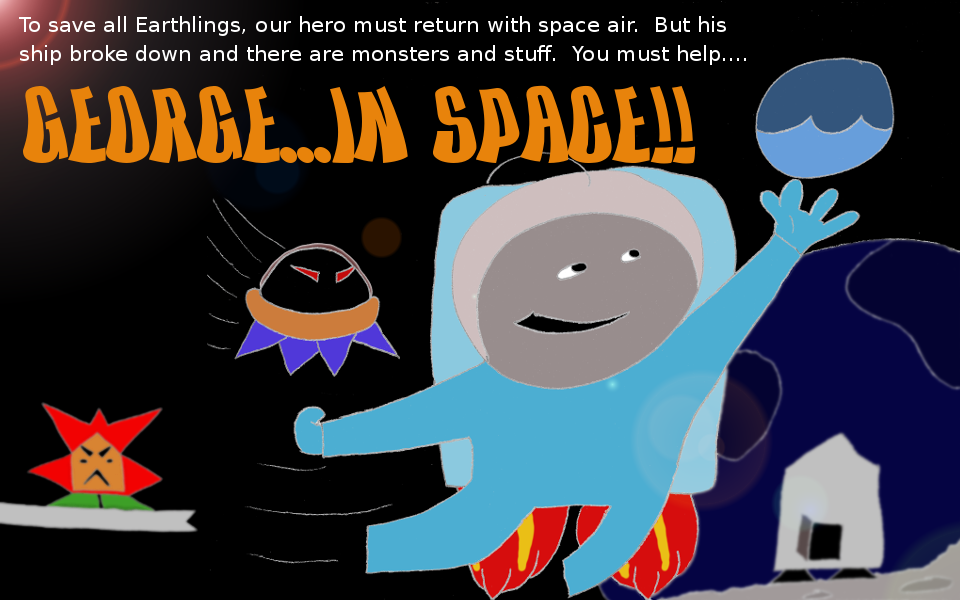 To save all Earthlings, our hero must return with space air.  But his
ship broke down and there are monsters and stuff.  You must help....
GEORGE...IN SPACE!!